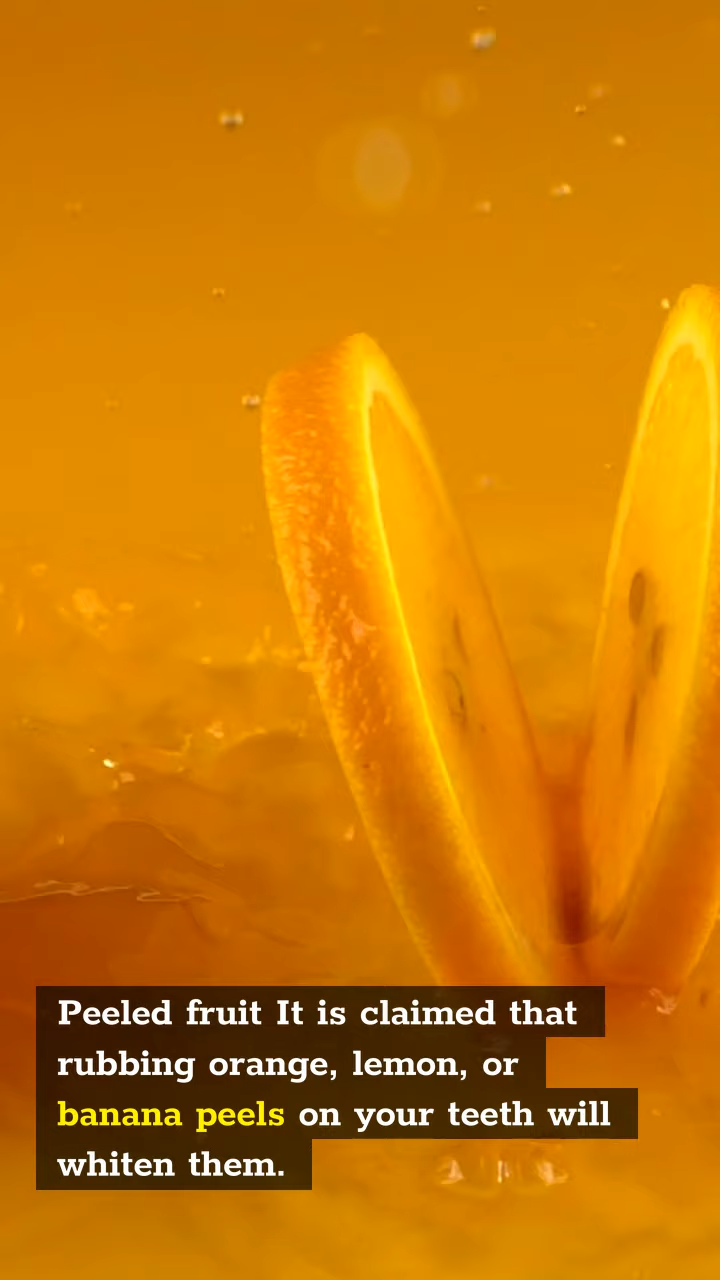 Peeled fruit It is claimed that
rubbing orange, lemon, or
banana peels on your teeth will
whiten them.